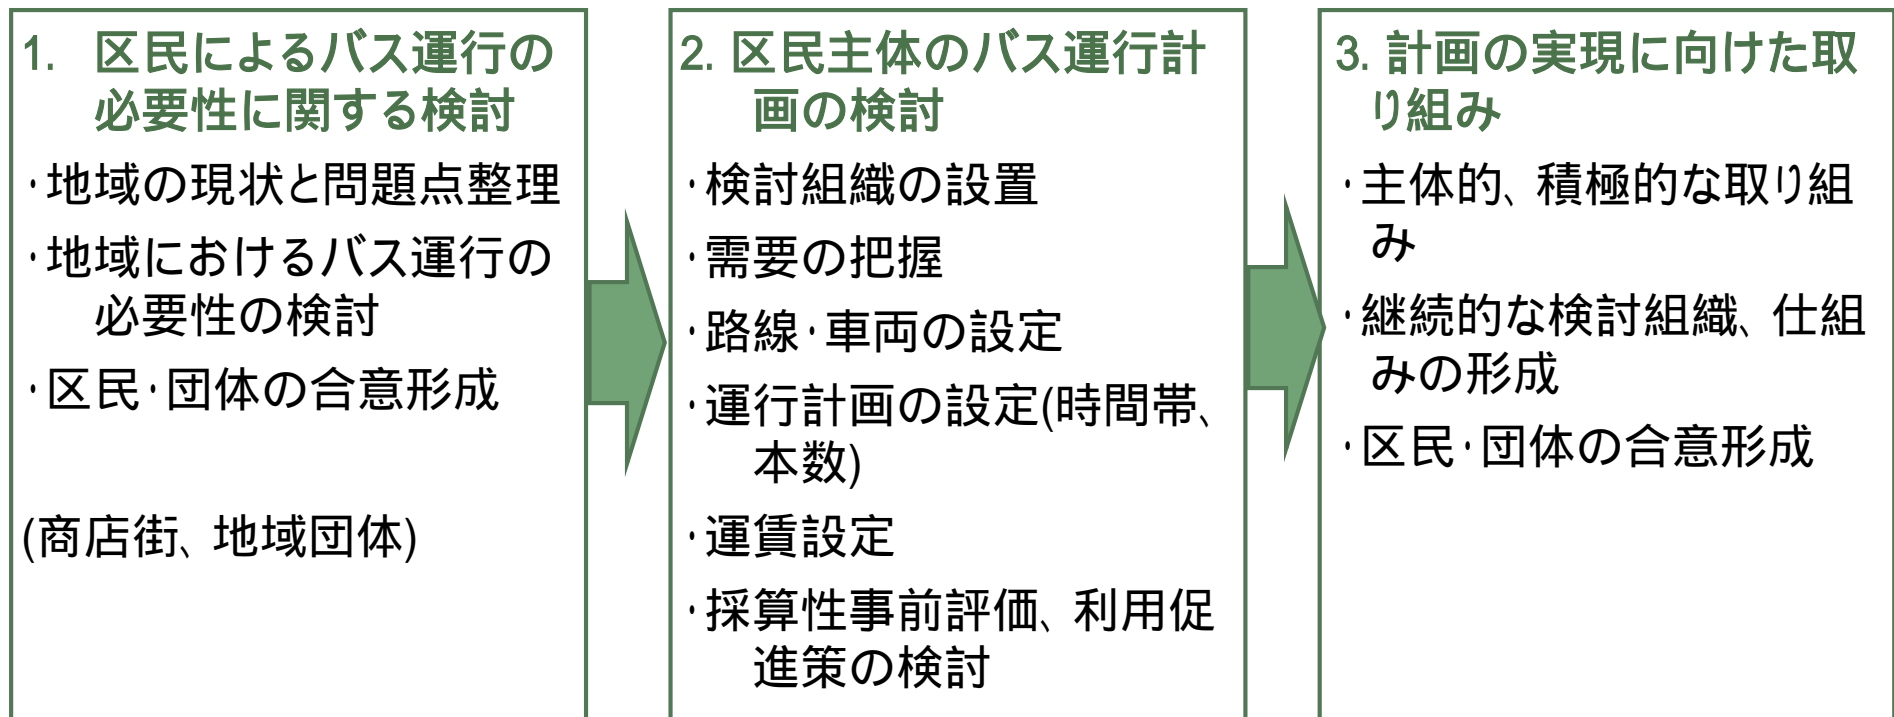 1. 区民によるバス運行の
必要性に関する検討
・地域の現状と問題点整理
・地域におけるバス運行の
必要性の検討
・区民・団体の合意形成
(商店街、地域団体)
2. 区民主体のバス運行計
画の検討
・検討組織の設置
・需要の把握
・路線・車両の設定
・運行計画の設定(時間帯、
本数)
・運賃設定
・採算性事前評価、利用促
進策の検討
3. 計画の実現に向けた取
り組み
・主体的、積極的な取り組
み
・継続的な検討組織、仕組
みの形成
・区民・団体の合意形成